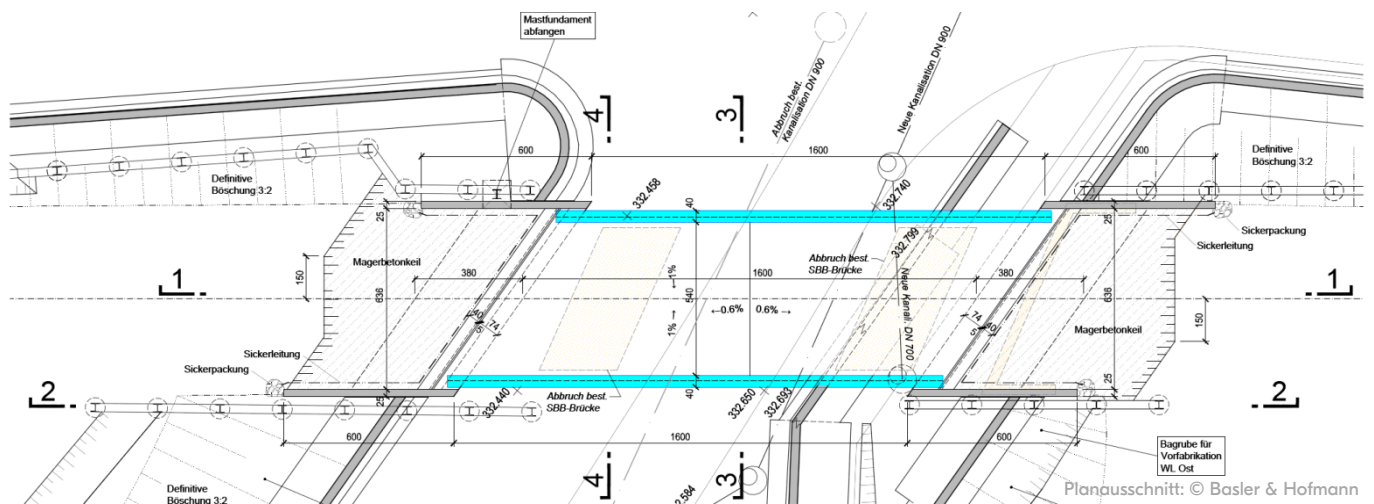 Mastfundament
abfangen
Abbruch best.
Kanalisation DN 900
Neue Kanalisation DN 900
4
3
600
1600
600
Definitive
Böschung 3:2
Definitive
Böschung 3:2
332.458
332.740
40
25
25
Sickerpackung
Sickerleitung
332.799
Abbruch best.
SBB-Brücke
Magerbetonkeil
1
150
380
1600
380
1
636
540
636
←1%
1% →
←0.6%
0.6% →
Neue Kanal. DN 700
40
5
74
74
40
5
Magerbetonkeil
150
Sickerleitung
Sickerpackung
2
25
332.440
Abbruch best.
SBB-Brücke
40
332.650
332.693
25
2
600
1600
600
Bagrube für
Vorfabrikation
WL Ost
4
3
Definitive
Böschung 3:2
2.584
Planausschnitt: © Basler & Hofmann